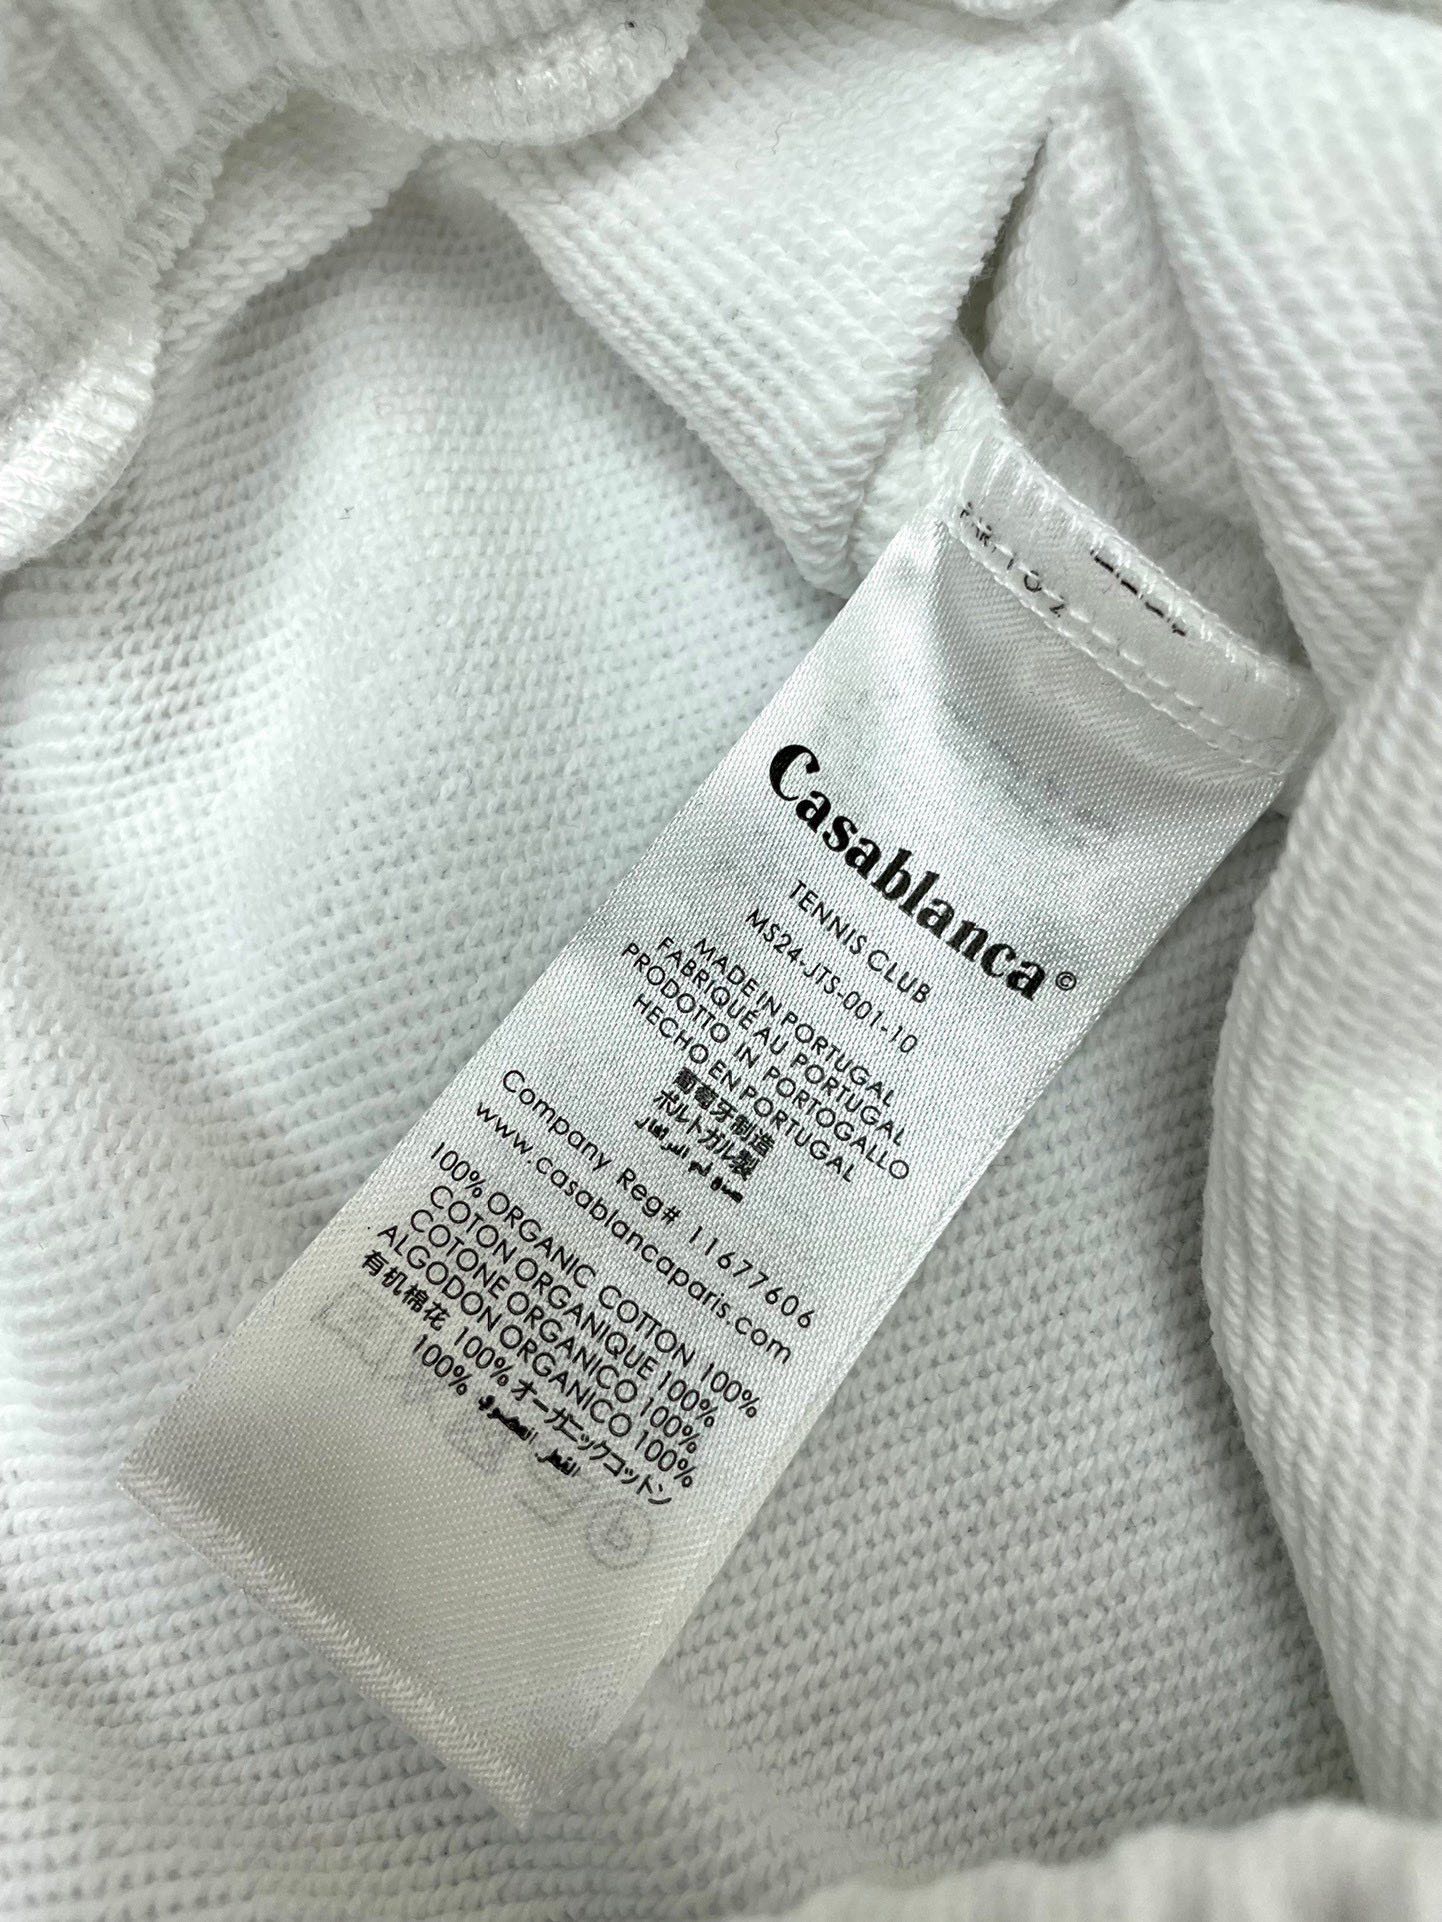 Casablanca©
TENNIS CLUB
MS24-JTS-001-10
MADE IN PORTUGAL
FABRIQUÉ AU PORTUGAL
PRODOTTO IN PORTOGALLO
HECHO EN PORTUGAL
葡萄牙制造
ポルトガル製
Company Reg# 11677606
www.casablancaparis.com
100% ORGANIC COTTON 100%
COTON ORGANIQUE 100%
COTONE ORGANICO 100%
ALGODON ORGANICO 100%
有机棉花 100% オーガニックコットン
100%